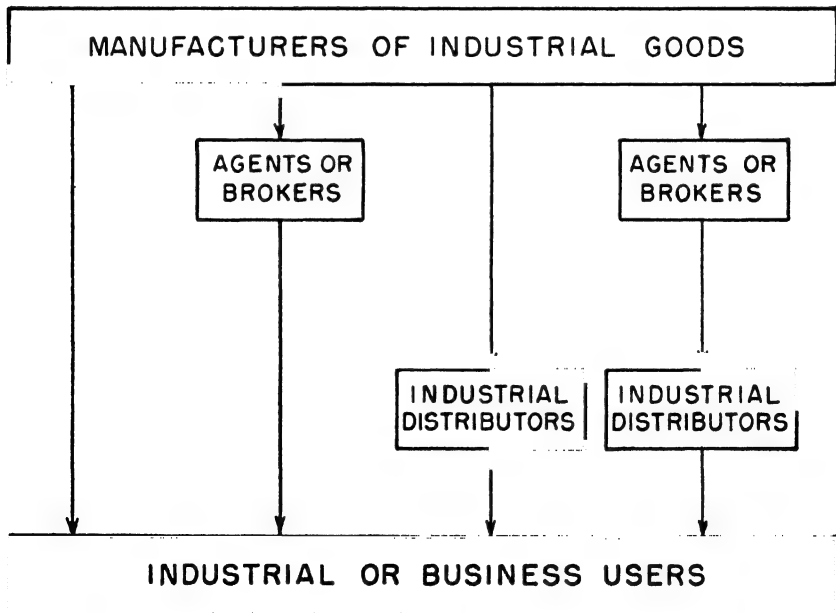 MANUFACTURERS OF INDUSTRIAL GOODS
AGENTS OR
BROKERS
AGENTS OR
BROKERS
INDUSTRIAL
DISTRIBUTORS
INDUSTRIAL
DISTRIBUTORS
INDUSTRIAL OR BUSINESS USERS